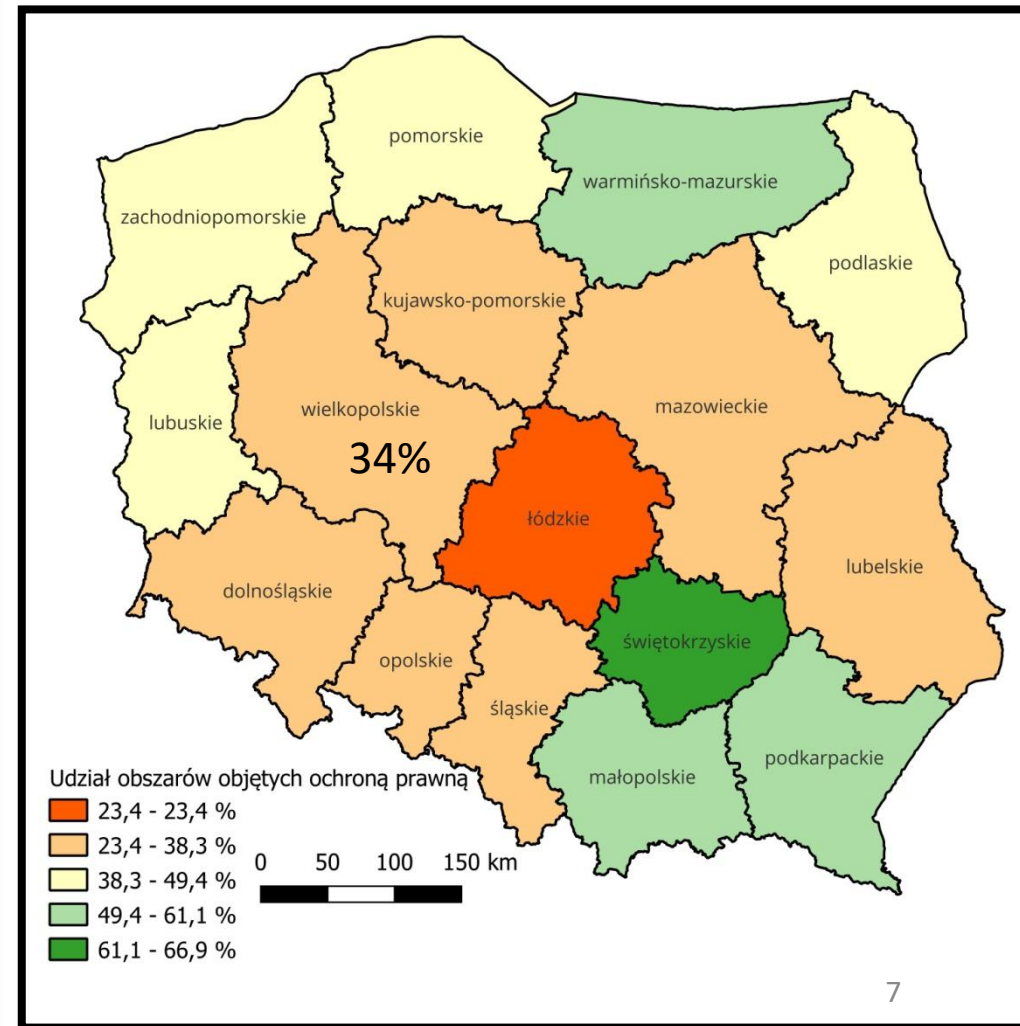 pomorskie
warmińsko-mazurskie
zachodniopomorskie
podlaskie
kujawsko-pomorskie
wielkopolskie
mazowieckie
lubuskie
34%
łódzkie
lubelskie
dolnośląskie
świętokrzyskie
opolskie
śląskie
podkarpackie
małopolskie
Udział obszarów objętych ochroną prawną
23,4 - 23,4 %
23,4 - 38,3 %
38,3 - 49,4 %
49,4 - 61,1 %
61,1 - 66,9 %
0 50 100 150 km
7